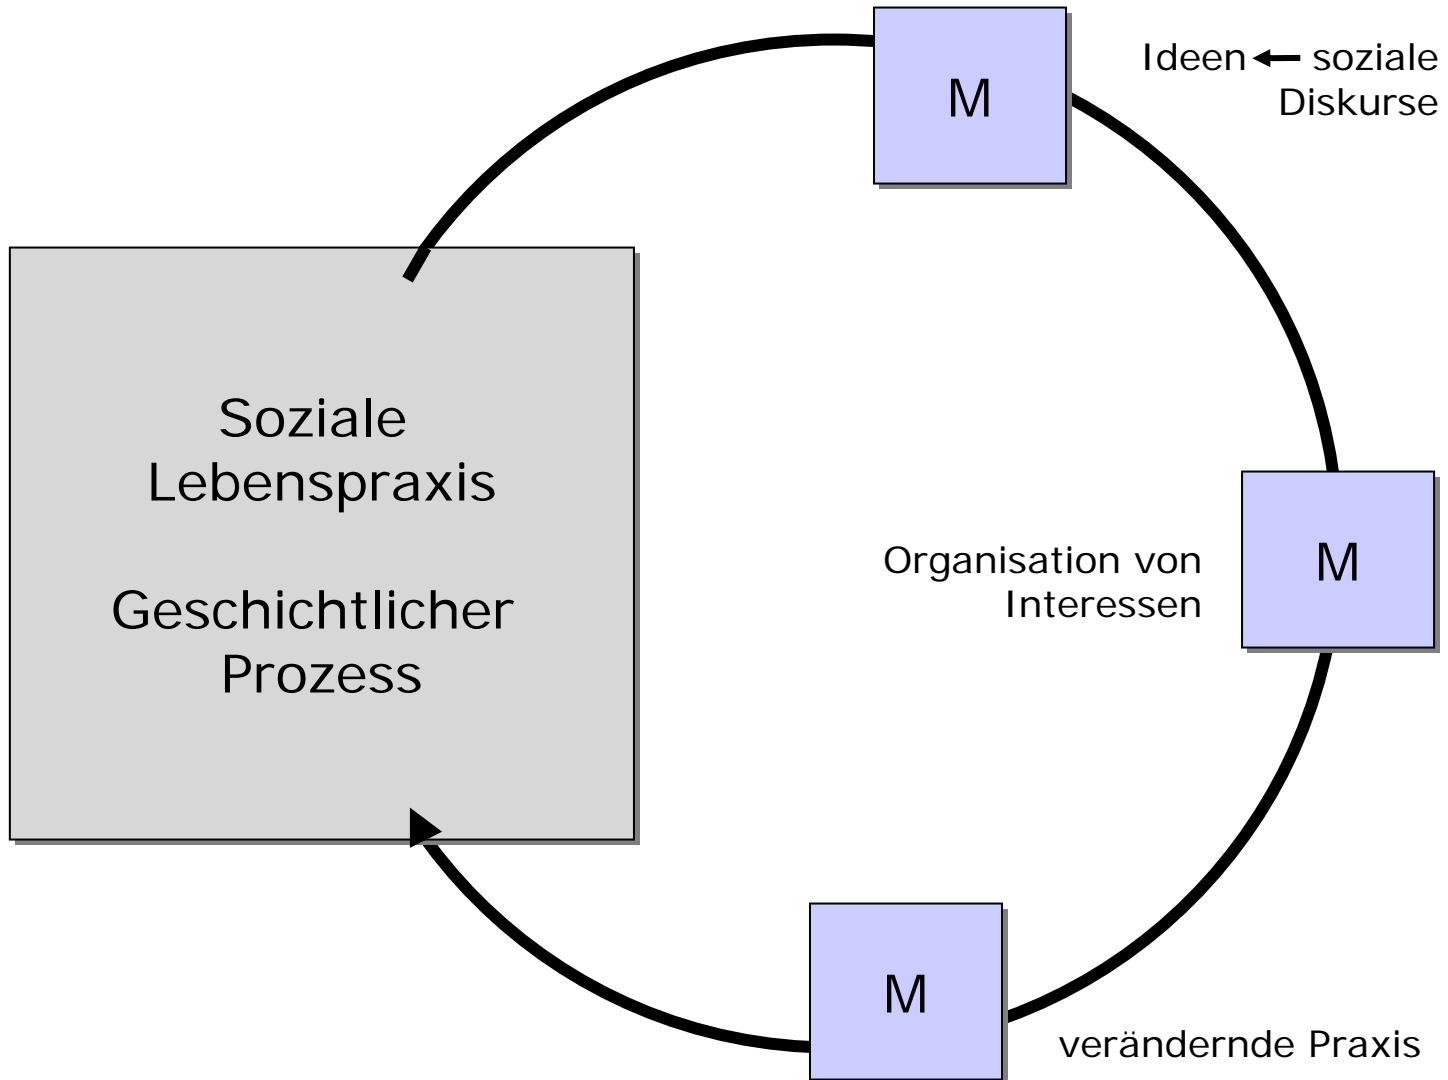 M
Ideen ← soziale
Diskurse
Soziale
Lebenspraxis
Geschichtlicher
Prozess
Organisation von
Interessen
M
M
verändernde Praxis